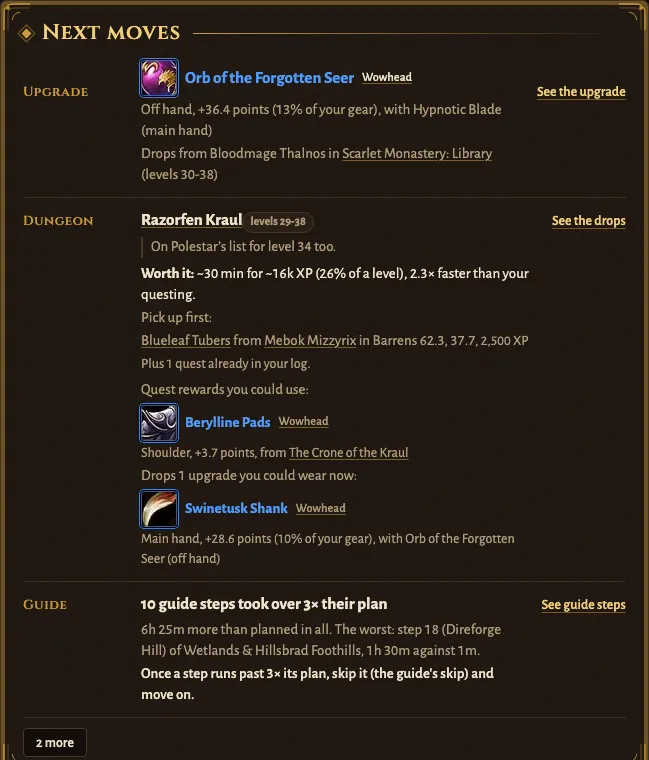 NEXT MOVES
UPGRADE
Orb of the Forgotten Seer Wowhead
See the upgrade
Off hand, +36.4 points (13% of your gear), with Hypnotic Blade
(main hand)
Drops from Bloodmage Thalnos in Scarlet Monastery: Library
(levels 30-38)
DUNGEON
Razorfen Kraul levels 29-38
See the drops
On Polestar's list for level 34 too.
Worth it: ~30 min for ~16k XP (26% of a level), 2.3× faster than your
questing.
Pick up first:
Blueleaf Tubers from Mebok Mizzyrix in Barrens 62.3, 37.7, 2,500 XP
Plus 1 quest already in your log.
Quest rewards you could use:
Berylline Pads Wowhead
Shoulder, +3.7 points, from The Crone of the Kraul
Drops 1 upgrade you could wear now:
Swinetusk Shank Wowhead
Main hand, +28.6 points (10% of your gear), with Orb of the Forgotten
Seer (off hand)
GUIDE
10 guide steps took over 3× their plan
See guide steps
6h 25m more than planned in all. The worst: step 18 (Direforge
Hill) of Wetlands & Hillsbrad Foothills, 1h 30m against 1m.
Once a step runs past 3× its plan, skip it (the guide's skip) and
move on.
2 more